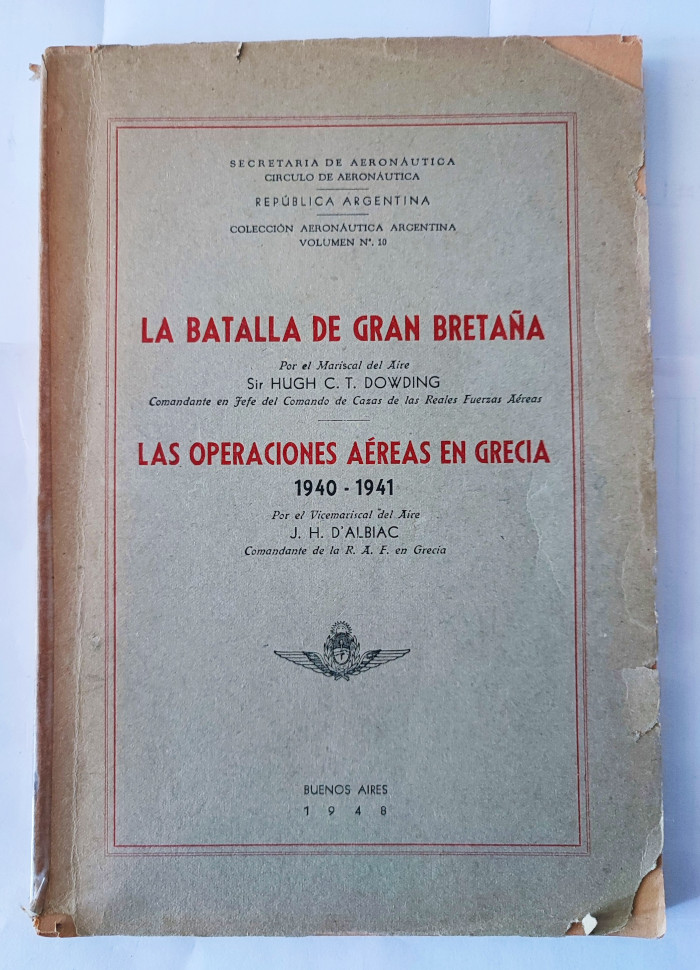 SECRETARIA DE AERONÁUTICA
CIRCULO DE AERONÁUTICA
REPÚBLICA ARGENTINA
COLECCIÓN AERONÁUTICA ARGENTINA
VOLUMEN Nº. 10
LA BATALLA DE GRAN BRETAÑA
Por el Mariscal del Aire
Sir HUGH C. T. DOWDING
Comandante en Jefe del Comando de Cazas de las Reales Fuerzas Aéreas
LAS OPERACIONES AÉREAS EN GRECIA
1940 - 1941
Por el Vicemariscal del Aire
J. H. D'ALBIAC
Comandante de la R. A. F. en Grecia
BUENOS AIRES
1 9 4 8